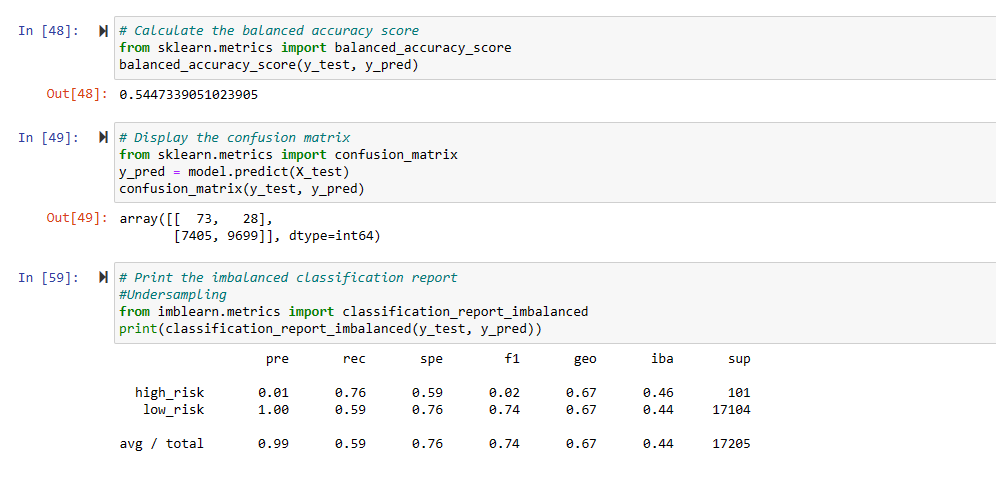 In [48]: # Calculate the balanced accuracy score
from sklearn.metrics import balanced_accuracy_score
balanced_accuracy_score(y_test, y_pred)
Out[48]: 0.5447339051023905
In [49]: # Display the confusion matrix
from sklearn.metrics import confusion_matrix
y_pred = model.predict(X_test)
confusion_matrix(y_test, y_pred)
Out[49]: array([[  73,   28],
       [7405, 9699]], dtype=int64)
In [59]: # Print the imbalanced classification report
#Undersampling
from imblearn.metrics import classification_report_imbalanced
print(classification_report_imbalanced(y_test, y_pred))
pre rec spe f1 geo iba sup
high_risk 0.01 0.76 0.59 0.02 0.67 0.46 101
low_risk 1.00 0.59 0.76 0.74 0.67 0.44 17104
avg / total 0.99 0.59 0.76 0.74 0.67 0.44 17205